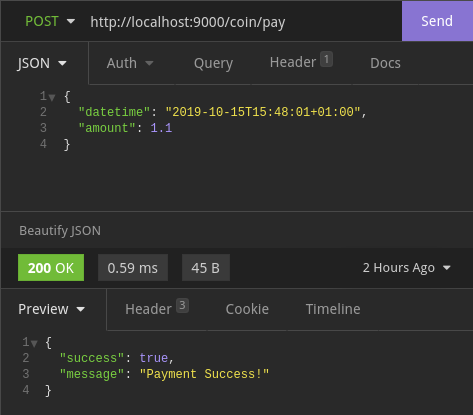 POST http://localhost:9000/coin/pay Send
JSON Auth Query Header 1 Docs
1 {
2 "datetime": "2019-10-15T15:48:01+01:00",
3 "amount": 1.1
4 }
Beautify JSON
200 OK 0.59 ms 45 B 2 Hours Ago
Preview Header 3 Cookie Timeline
1 {
2 "success": true,
3 "message": "Payment Success!"
4 }